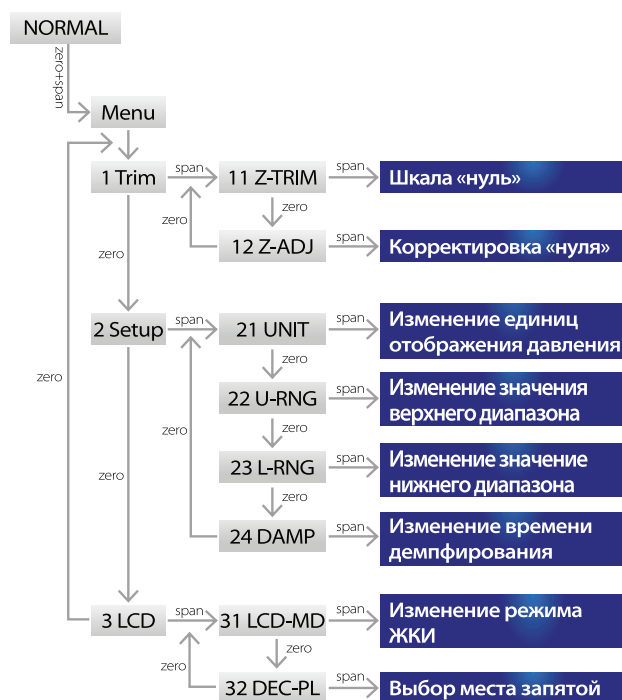 NORMAL
zero+span
Menu
1 Trim
span
11 Z-TRIM
span
Шкала «нуль»
zero
zero
12 Z-ADJ
span
Корректировка «нуля»
zero
2 Setup
span
21 UNIT
span
Изменение единиц
отображения давления
zero
zero
22 U-RNG
span
Изменение значения
верхнего диапазона
zero
zero
23 L-RNG
span
Изменение значение
нижнего диапазона
zero
zero
24 DAMP
span
Изменение времени
демпфирования
3 LCD
span
31 LCD-MD
span
Изменение режима
ЖКИ
zero
zero
32 DEC-PL
span
Выбор места запятой